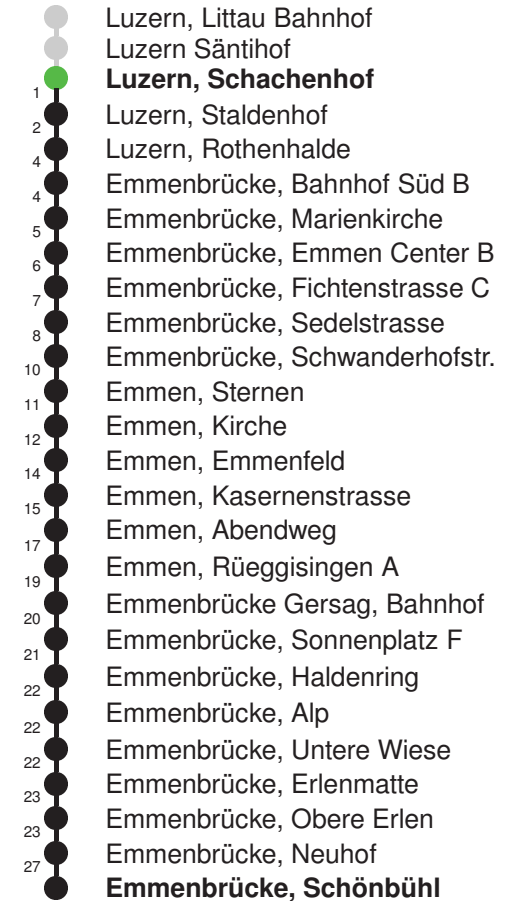 Luzern, Littau Bahnhof
Luzern Säntihof
Luzern, Schachenhof
1 Luzern, Staldenhof
2 Luzern, Rothenhalde
4 Emmenbrücke, Bahnhof Süd B
4 Emmenbrücke, Marienkirche
5 Emmenbrücke, Emmen Center B
6 Emmenbrücke, Fichtenstrasse C
7 Emmenbrücke, Sedelstrasse
8 Emmenbrücke, Schwanderhofstr.
10 Emmen, Sternen
11 Emmen, Kirche
12 Emmen, Emmenfeld
14 Emmen, Kasernenstrasse
15 Emmen, Abendweg
17 Emmen, Rüeggisingen A
19 Emmenbrücke Gersag, Bahnhof
20 Emmenbrücke, Sonnenplatz F
21 Emmenbrücke, Haldenring
22 Emmenbrücke, Alp
22 Emmenbrücke, Untere Wiese
22 Emmenbrücke, Erlenmatte
23 Emmenbrücke, Obere Erlen
23 Emmenbrücke, Neuhof
27 Emmenbrücke, Schönbühl